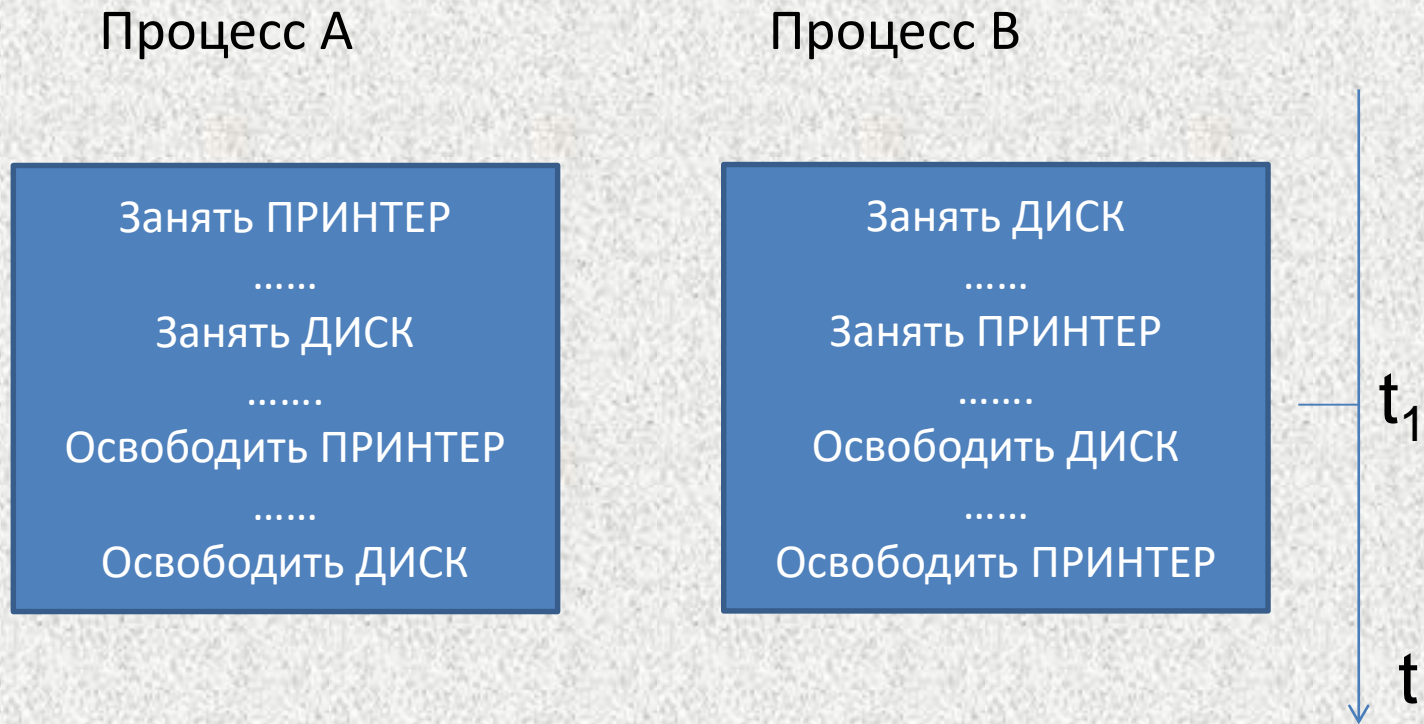 Процесс А
Процесс В
Занять ПРИНТЕР
......
Занять ДИСК
.......
Освободить ПРИНТЕР
......
Освободить ДИСК
Занять ДИСК
......
Занять ПРИНТЕР
.......
Освободить ДИСК
......
Освободить ПРИНТЕР
t₁
t